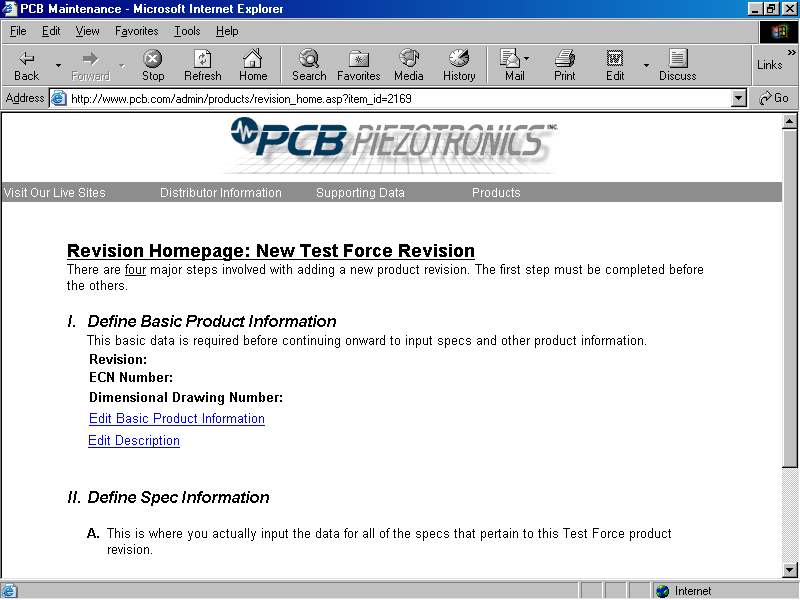 PCB Maintenance - Microsoft Internet Explorer
File Edit View Favorites Tools Help
Back Forward Stop Refresh Home Search Favorites Media History Mail Print Edit Discuss Links »
Address http://www.pcb.com/admin/products/revision_home.asp?item_id=2169 Go
PCB PIEZOTRONICS INC.
Visit Our Live Sites Distributor Information Supporting Data Products
Revision Homepage: New Test Force Revision
There are four major steps involved with adding a new product revision. The first step must be completed before
the others.
I. Define Basic Product Information
This basic data is required before continuing onward to input specs and other product information.
Revision:
ECN Number:
Dimensional Drawing Number:
Edit Basic Product Information
Edit Description
II. Define Spec Information
A. This is where you actually input the data for all of the specs that pertain to this Test Force product
revision.
Internet